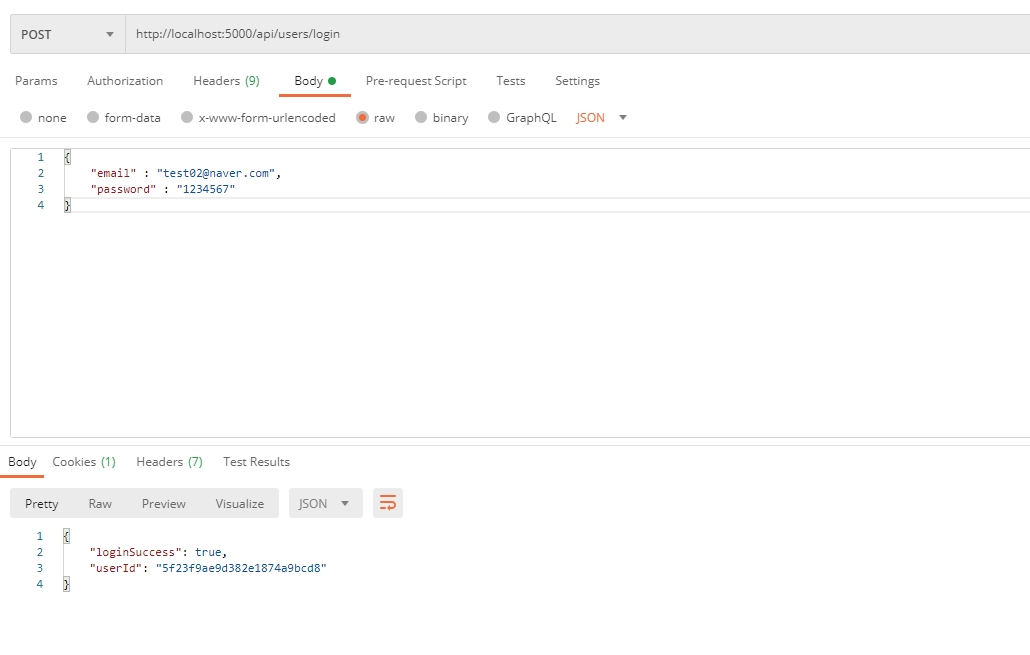 POST http://localhost:5000/api/users/login
Params Authorization Headers (9) Body Pre-request Script Tests Settings
none form-data x-www-form-urlencoded raw binary GraphQL JSON
1 {
2 "email" : "test02@naver.com",
3 "password" : "1234567"
4 }
Body Cookies (1) Headers (7) Test Results
Pretty Raw Preview Visualize JSON
1 {
2 "loginSuccess": true,
3 "userId": "5f23f9ae9d382e1874a9bcd8"
4 }